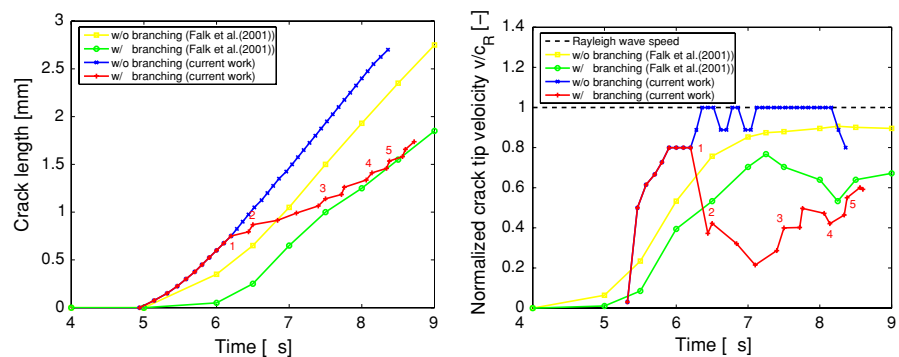 3
2.5
2
1.5
1
0.5
0
4
5
6
7
8
9
Crack length [mm]
Time [ s]
w/o branching (Falk et al.(2001))
w/ branching (Falk et al.(2001))
w/o branching (current work)
w/ branching (current work)
1
2
3
4
5
1.4
1.2
1
0.8
0.6
0.4
0.2
0
4
5
6
7
8
9
Normalized crack tip veloicity v/c_R [-]
Time [ s]
Rayleigh wave speed
w/o branching (Falk et al.(2001))
w/ branching (Falk et al.(2001))
w/o branching (current work)
w/ branching (current work)
1
2
3
4
5